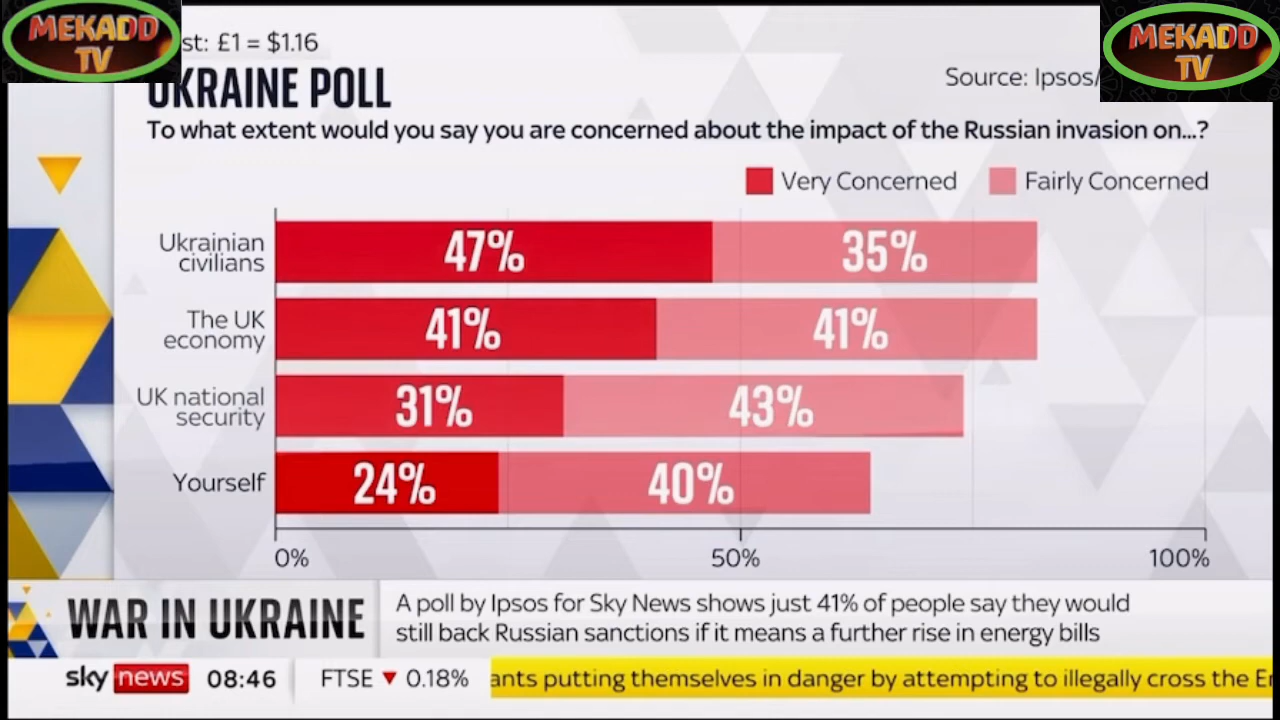 MEKADD
TV
MEKADD
TV
st: £1 = $1.16
UKRAINE POLL
Source: Ipsos/
To what extent would you say you are concerned about the impact of the Russian invasion on...?
Very Concerned
Fairly Concerned
Ukrainian
civilians
47%
35%
The UK
economy
41%
41%
UK national
security
31%
43%
Yourself
24%
40%
0%
50%
100%
WAR IN UKRAINE
A poll by Ipsos for Sky News shows just 41% of people say they would
still back Russian sanctions if it means a further rise in energy bills
sky news 08:46 FTSE ▼ 0.18% ants putting themselves in danger by attempting to illegally cross the